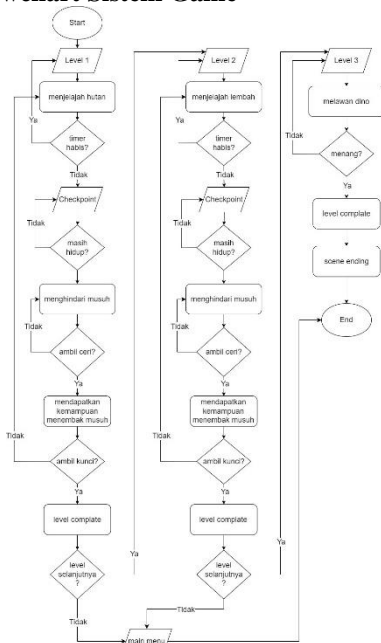 Start
Level 1
menjelajah hutan
Ya
timer
habis?
Tidak
Checkpoint
Tidak
masih
hidup?
menghindari musuh
Tidak
ambil ceri?
Ya
mendapatkan
kemampuan
menembak musuh
Tidak
ambil kunci?
Ya
level complate
level
selanjutnya
?
Tidak
main menu
Ya
Level 2
menjelajah lembah
Ya
timer
habis?
Tidak
Checkpoint
Tidak
masih
hidup?
menghindari musuh
Tidak
ambil ceri?
Ya
mendapatkan
kemampuan
menembak musuh
Tidak
ambil kunci?
Ya
level complate
level
selanjutnya
?
Tidak
Ya
Level 3
melawan dino
Tidak
menang?
Ya
level complate
scene ending
End